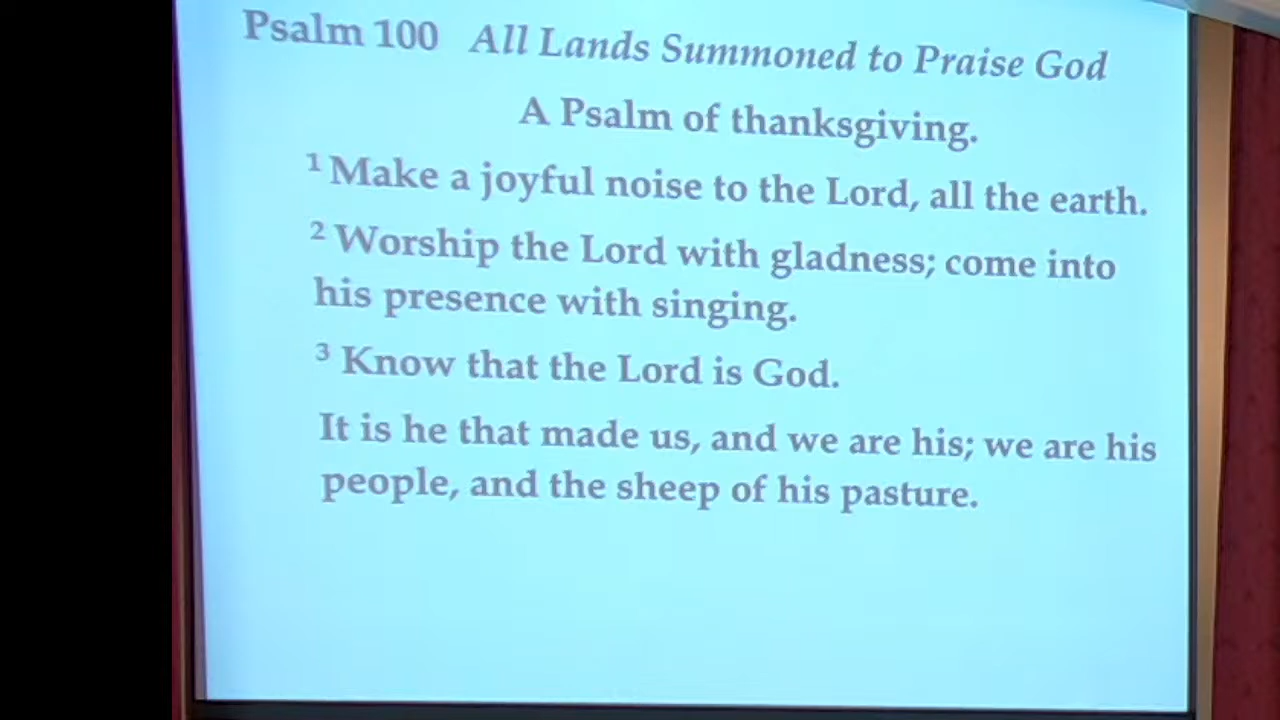 Psalm 100 All Lands Summoned to Praise God
A Psalm of thanksgiving.
1 Make a joyful noise to the Lord, all the earth.
2 Worship the Lord with gladness; come into
his presence with singing.
3 Know that the Lord is God.
It is he that made us, and we are his; we are his
people, and the sheep of his pasture.